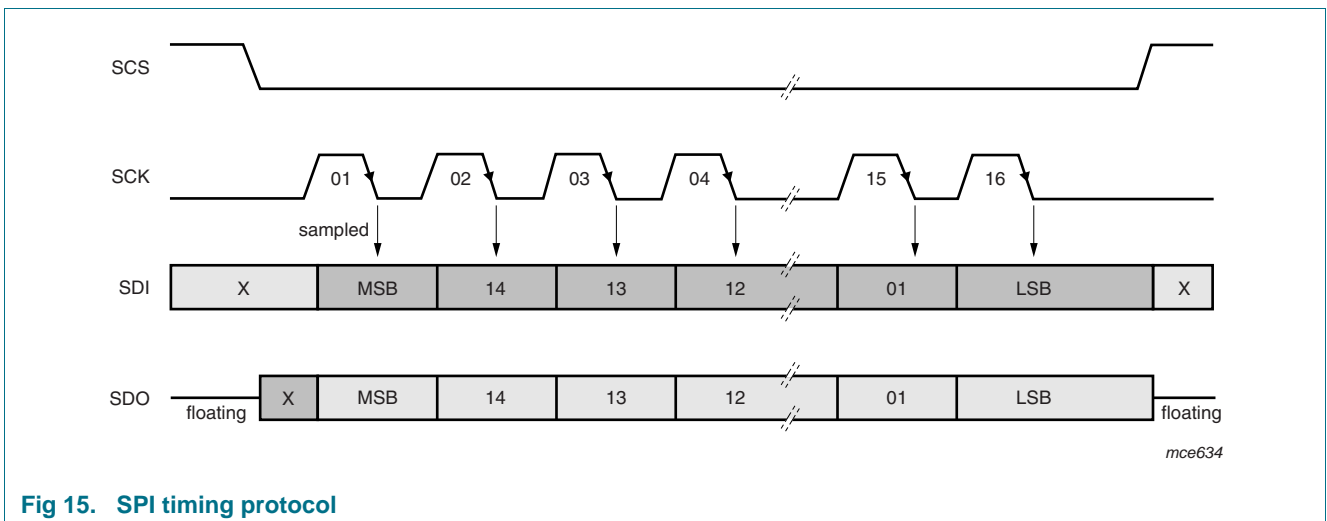 SCS
SCK
01 02 03 04 15 16
sampled
SDI
X MSB 14 13 12 01 LSB X
SDO
floating
X MSB 14 13 12 01 LSB
floating
mce634
Fig 15. SPI timing protocol